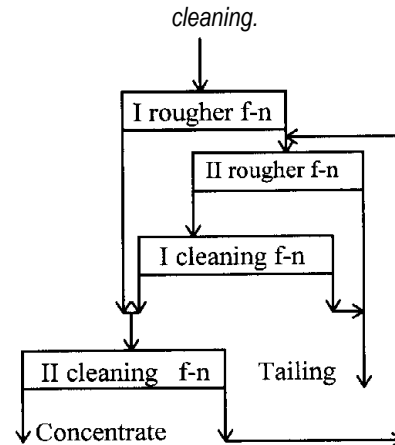 cleaning.
I rougher f-n
II rougher f-n
I cleaning f-n
II cleaning f-n
Tailing
Concentrate